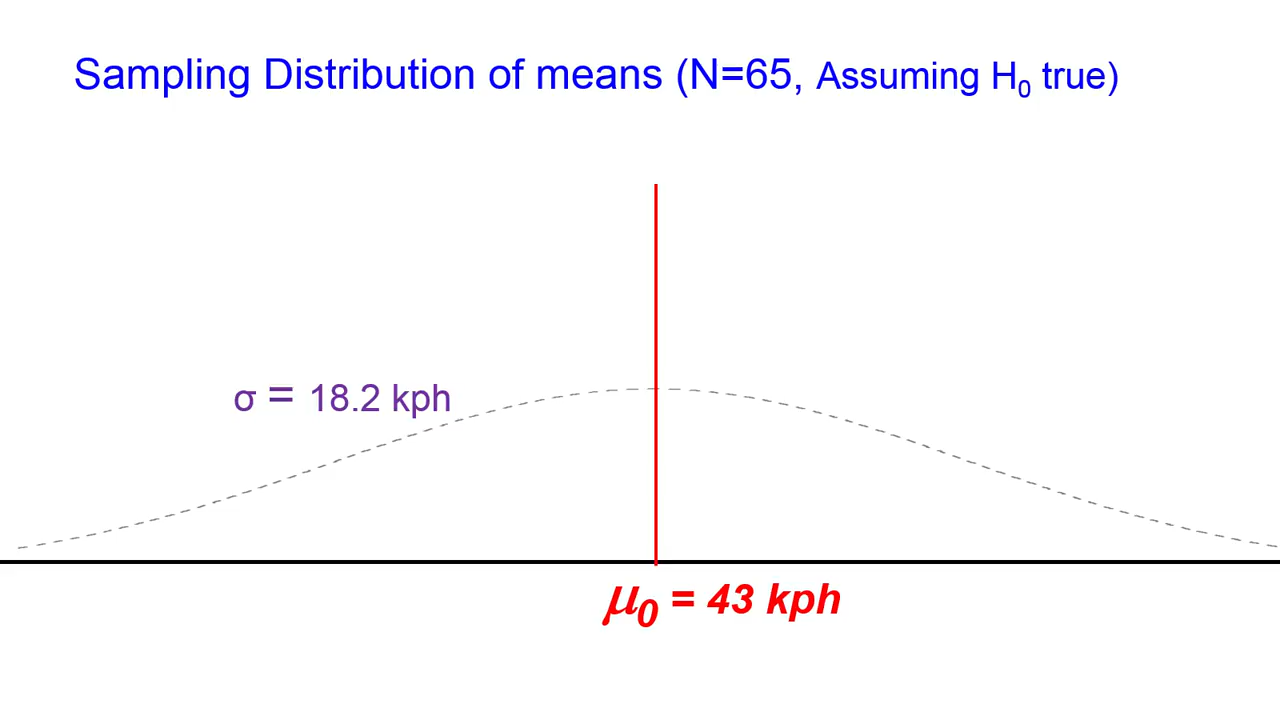 Sampling Distribution of means (N=65, Assuming H₀ true)
σ = 18.2 kph
μ₀ = 43 kph